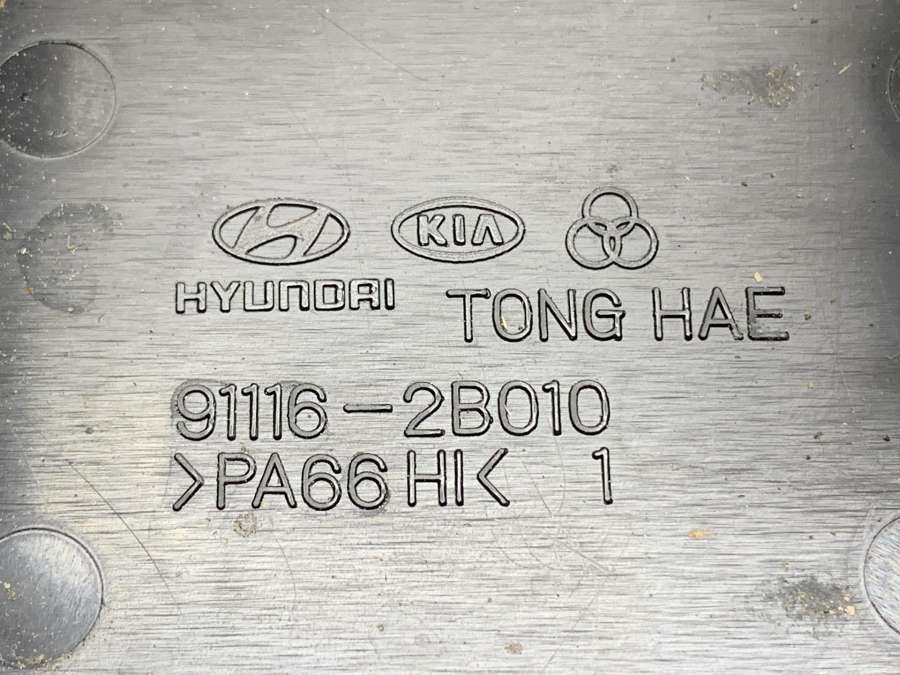 KIA
HYUNDAI
TONG HAE
91116-2B010
>PA66 HI< 1